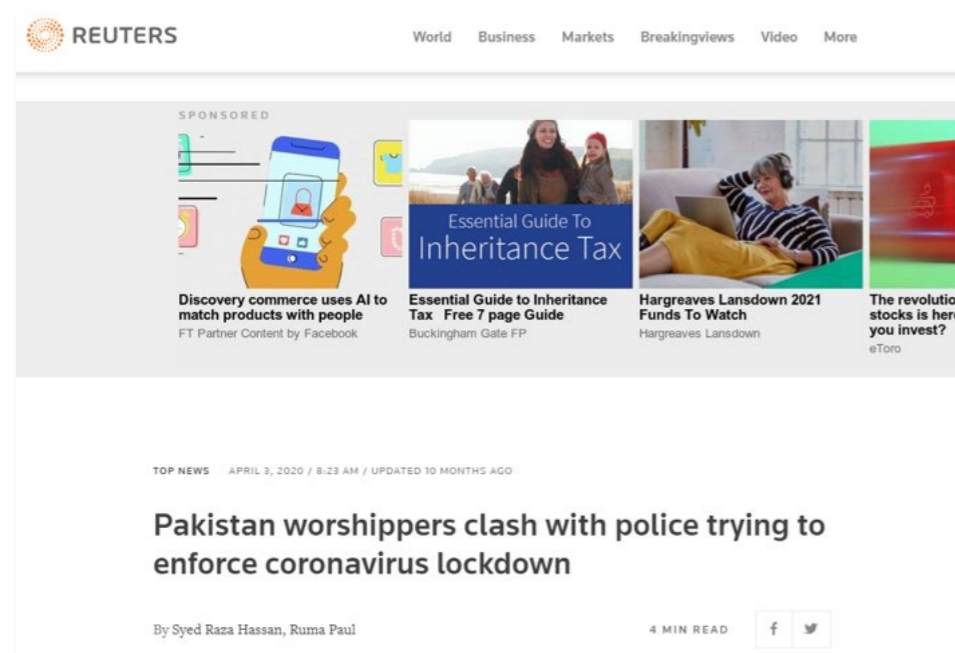 REUTERS
World Business Markets Breakingviews Video More
SPONSORED
Essential Guide To
Inheritance Tax
Discovery commerce uses AI to
match products with people
FT Partner Content by Facebook
Essential Guide to Inheritance
Tax Free 7 page Guide
Buckingham Gate FP
Hargreaves Lansdown 2021
Funds To Watch
Hargreaves Lansdown
The
stocks is
you invest?
eToro
TOP NEWS APRIL 3, 2020 / 8:23 AM / UPDATED 10 MONTHS AGO
Pakistan worshippers clash with police trying to
enforce coronavirus lockdown
By Syed Raza Hassan, Ruma Paul
4 MIN READ